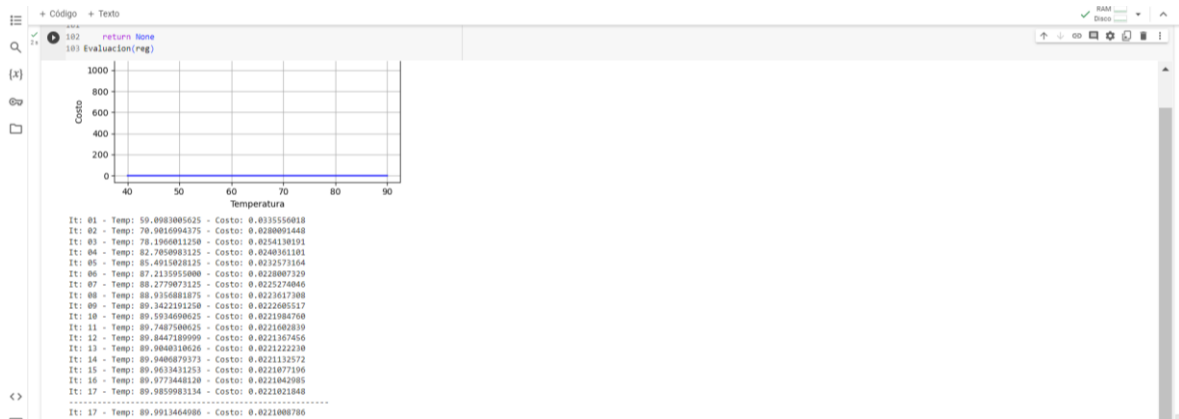 + Código + Texto
RAM
Disco
102 return None
103 Evaluacion(reg)
1000
800
600
400
200
0
Costo
40 50 60 70 80 90
Temperatura
It: 01 - Temp: 59.0983005625 - Costo: 0.0335556018
It: 02 - Temp: 70.9016994375 - Costo: 0.0280091448
It: 03 - Temp: 78.1966011250 - Costo: 0.0254130191
It: 04 - Temp: 82.7050983125 - Costo: 0.0240361101
It: 05 - Temp: 85.4915028125 - Costo: 0.0232573164
It: 06 - Temp: 87.2135955000 - Costo: 0.0228007329
It: 07 - Temp: 88.2779073125 - Costo: 0.0225274046
It: 08 - Temp: 88.9356881875 - Costo: 0.0223617308
It: 09 - Temp: 89.3422191250 - Costo: 0.0222605517
It: 10 - Temp: 89.5934690625 - Costo: 0.0221984760
It: 11 - Temp: 89.7487500625 - Costo: 0.0221602839
It: 12 - Temp: 89.8447189999 - Costo: 0.0221367456
It: 13 - Temp: 89.9040310626 - Costo: 0.0221222230
It: 14 - Temp: 89.9406879373 - Costo: 0.0221132572
It: 15 - Temp: 89.9633431253 - Costo: 0.0221077196
It: 16 - Temp: 89.9773448120 - Costo: 0.0221042985
It: 17 - Temp: 89.9859983134 - Costo: 0.0221021848
--------------------------------------------------
It: 17 - Temp: 89.9913464986 - Costo: 0.0221008786